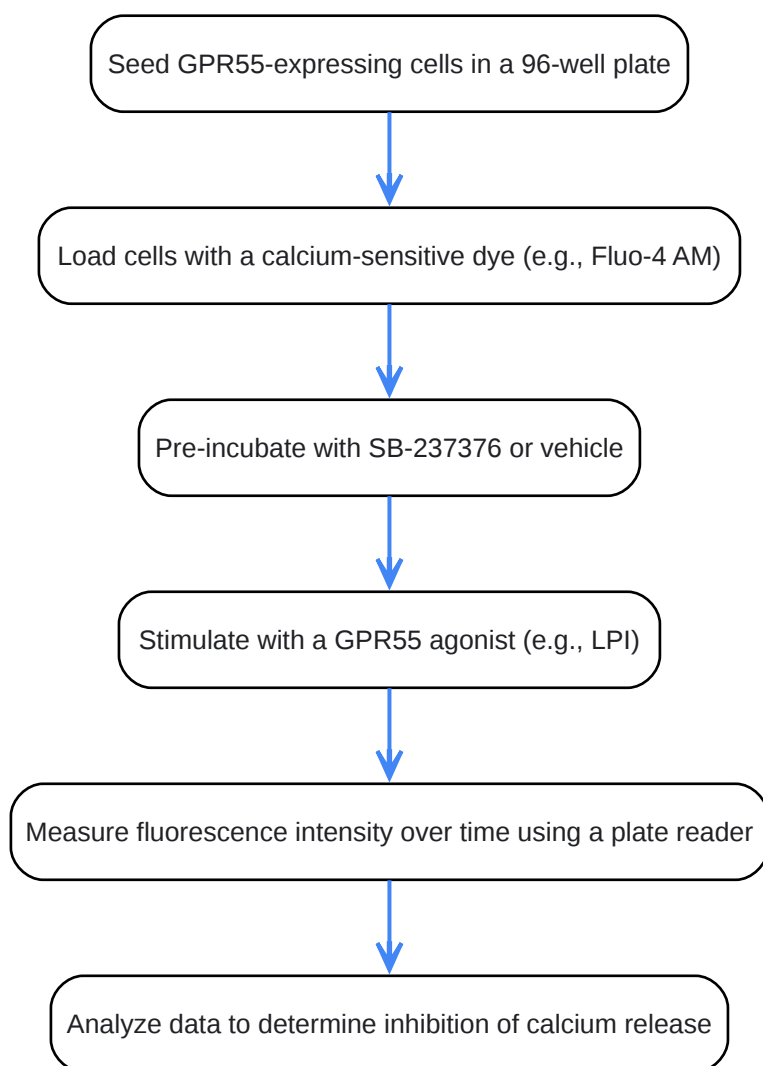 Seed GPR55-expressing cells in a 96-well plate
Load cells with a calcium-sensitive dye (e.g., Fluo-4 AM)
Pre-incubate with SB-237376 or vehicle
Stimulate with a GPR55 agonist (e.g., LPI)
Measure fluorescence intensity over time using a plate reader
Analyze data to determine inhibition of calcium release